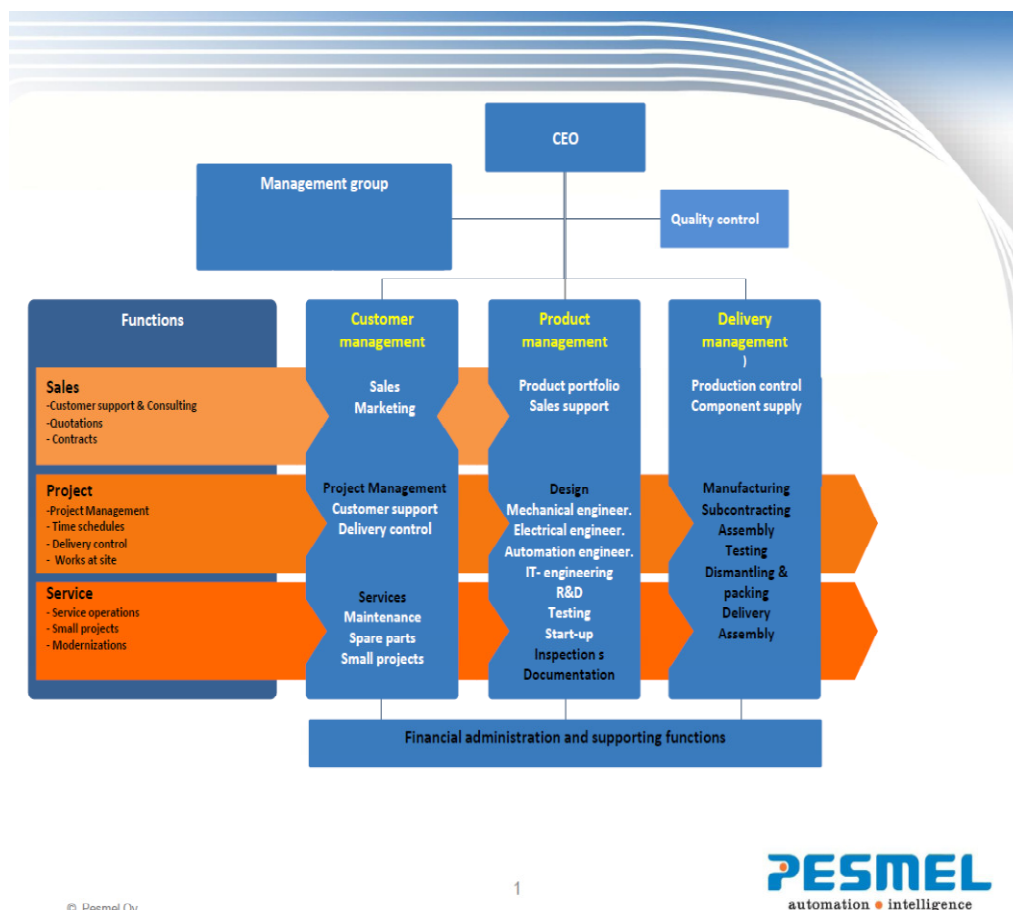 CEO
Management group
Quality control
Functions
Customer
management
Product
management
Delivery
management
)
Sales
-Customer support & Consulting
-Quotations
- Contracts
Sales
Marketing
Product portfolio
Sales support
Production control
Component supply
Project
-Project Management
- Time schedules
- Delivery control
- Works at site
Project Management
Customer support
Delivery control
Design
Mechanical engineer.
Electrical engineer.
Automation engineer.
IT- engineering
R&D
Testing
Start-up
Inspection s
Documentation
Manufacturing
Subcontracting
Assembly
Testing
Dismantling &
packing
Delivery
Assembly
Service
- Service operations
- Small projects
- Modernizations
Services
Maintenance
Spare parts
Small projects
Financial administration and supporting functions
1
© Pesmel Oy
PESMEL
automation • intelligence